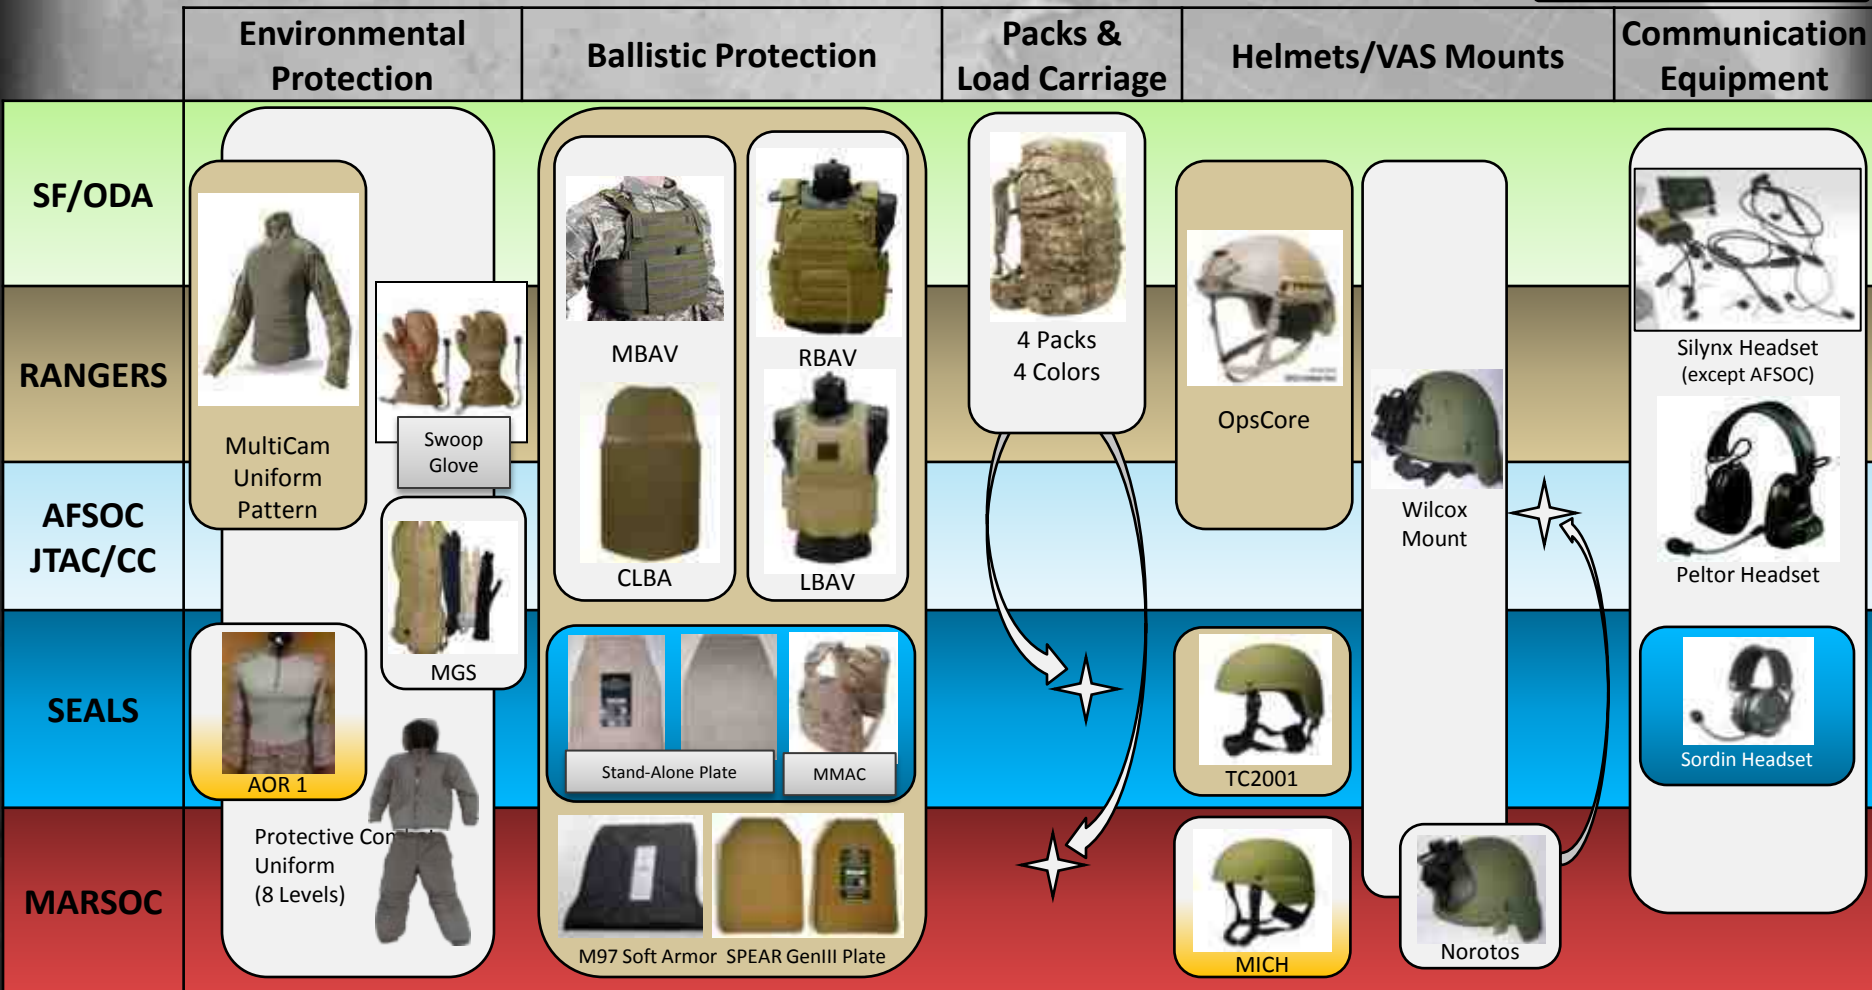 Environmental
Protection
Ballistic Protection
Packs &
Load Carriage
Helmets/VAS Mounts
Communication
Equipment
SF/ODA
RANGERS
AFSOC
JTAC/CC
SEALS
MARSOC
MultiCam
Uniform
Pattern
Swoop
Glove
MGS
AOR 1
Protective Com
Uniform
(8 Levels)
MBAV
RBAV
CLBA
LBAV
Stand-Alone Plate
MMAC
M97 Soft Armor
SPEAR GenIII Plate
4 Packs
4 Colors
OpsCore
TC2001
MICH
Wilcox
Mount
Norotos
Silynx Headset
(except AFSOC)
Peltor Headset
Sordin Headset